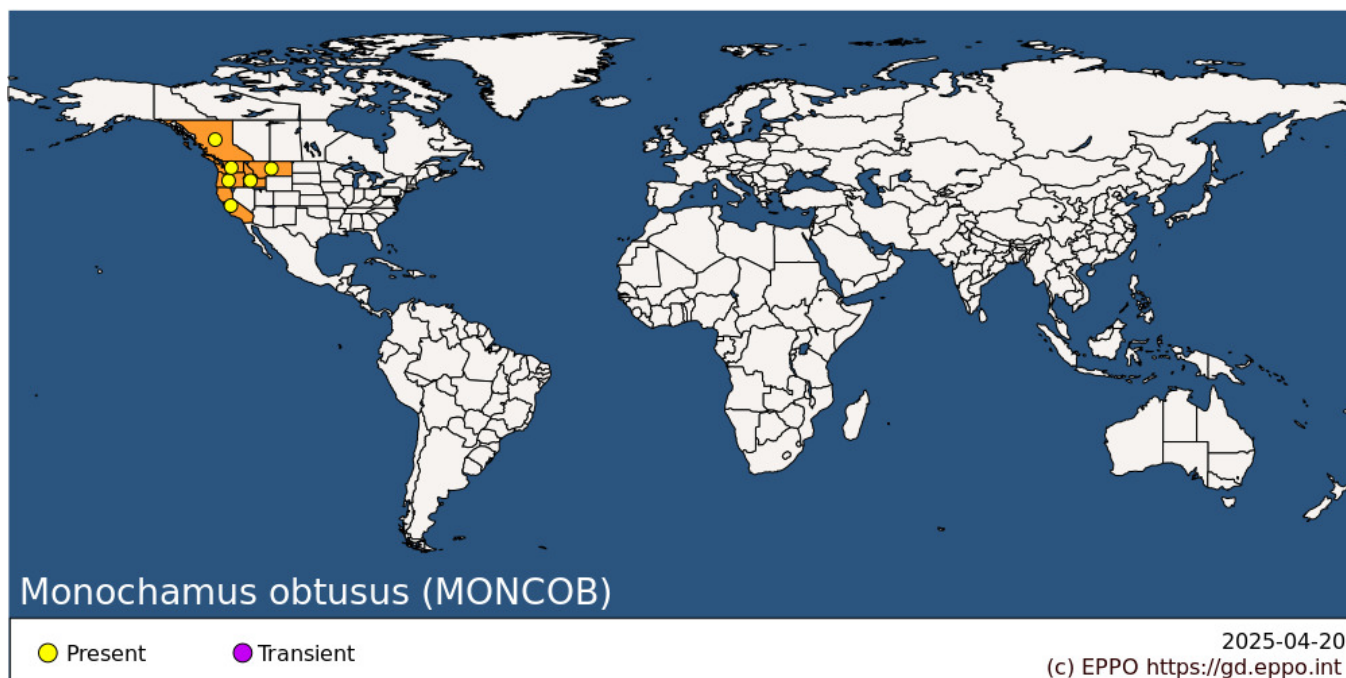 Monochamus obtusus (MONCOB)
Present
Transient
2025-04-20
(c) EPPO https://gd.eppo.int